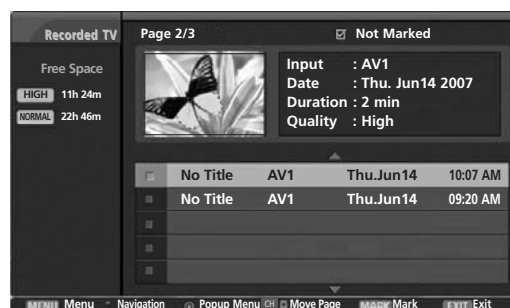 Recorded TV
Page 2/3
Not Marked
Free Space
HIGH 11h 24m
NORMAL 22h 46m
Input : AV1
Date : Thu. Jun14 2007
Duration : 2 min
Quality : High
No Title AV1 Thu.Jun14 10:07 AM
No Title AV1 Thu.Jun14 09:20 AM
MENU Menu Navigation Popup Menu CH Move Page MARK Mark EXIT Exit